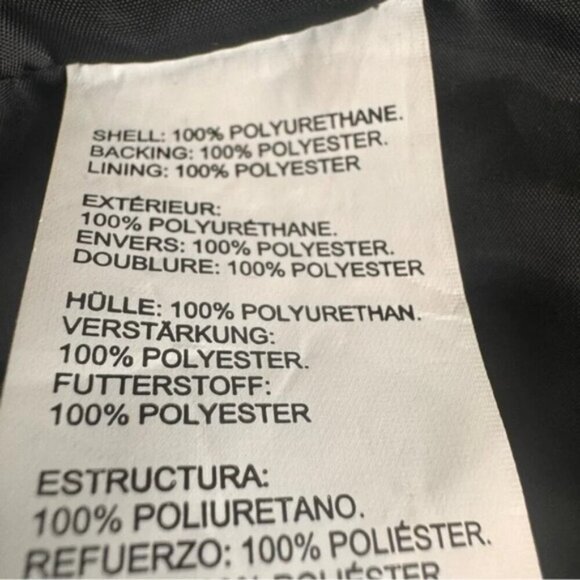 SHELL: 100% POLYURETHANE.
BACKING: 100% POLYESTER.
LINING: 100% POLYESTER
EXTÉRIEUR:
100% POLYURÉTHANE.
ENVERS: 100% POLYESTER.
DOUBLURE: 100% POLYESTER
HÜLLE: 100% POLYURETHAN.
VERSTÄRKUNG:
100% POLYESTER.
FUTTERSTOFF:
100% POLYESTER
ESTRUCTURA:
100% POLIURETANO.
REFUERZO: 100% POLIÉSTER.